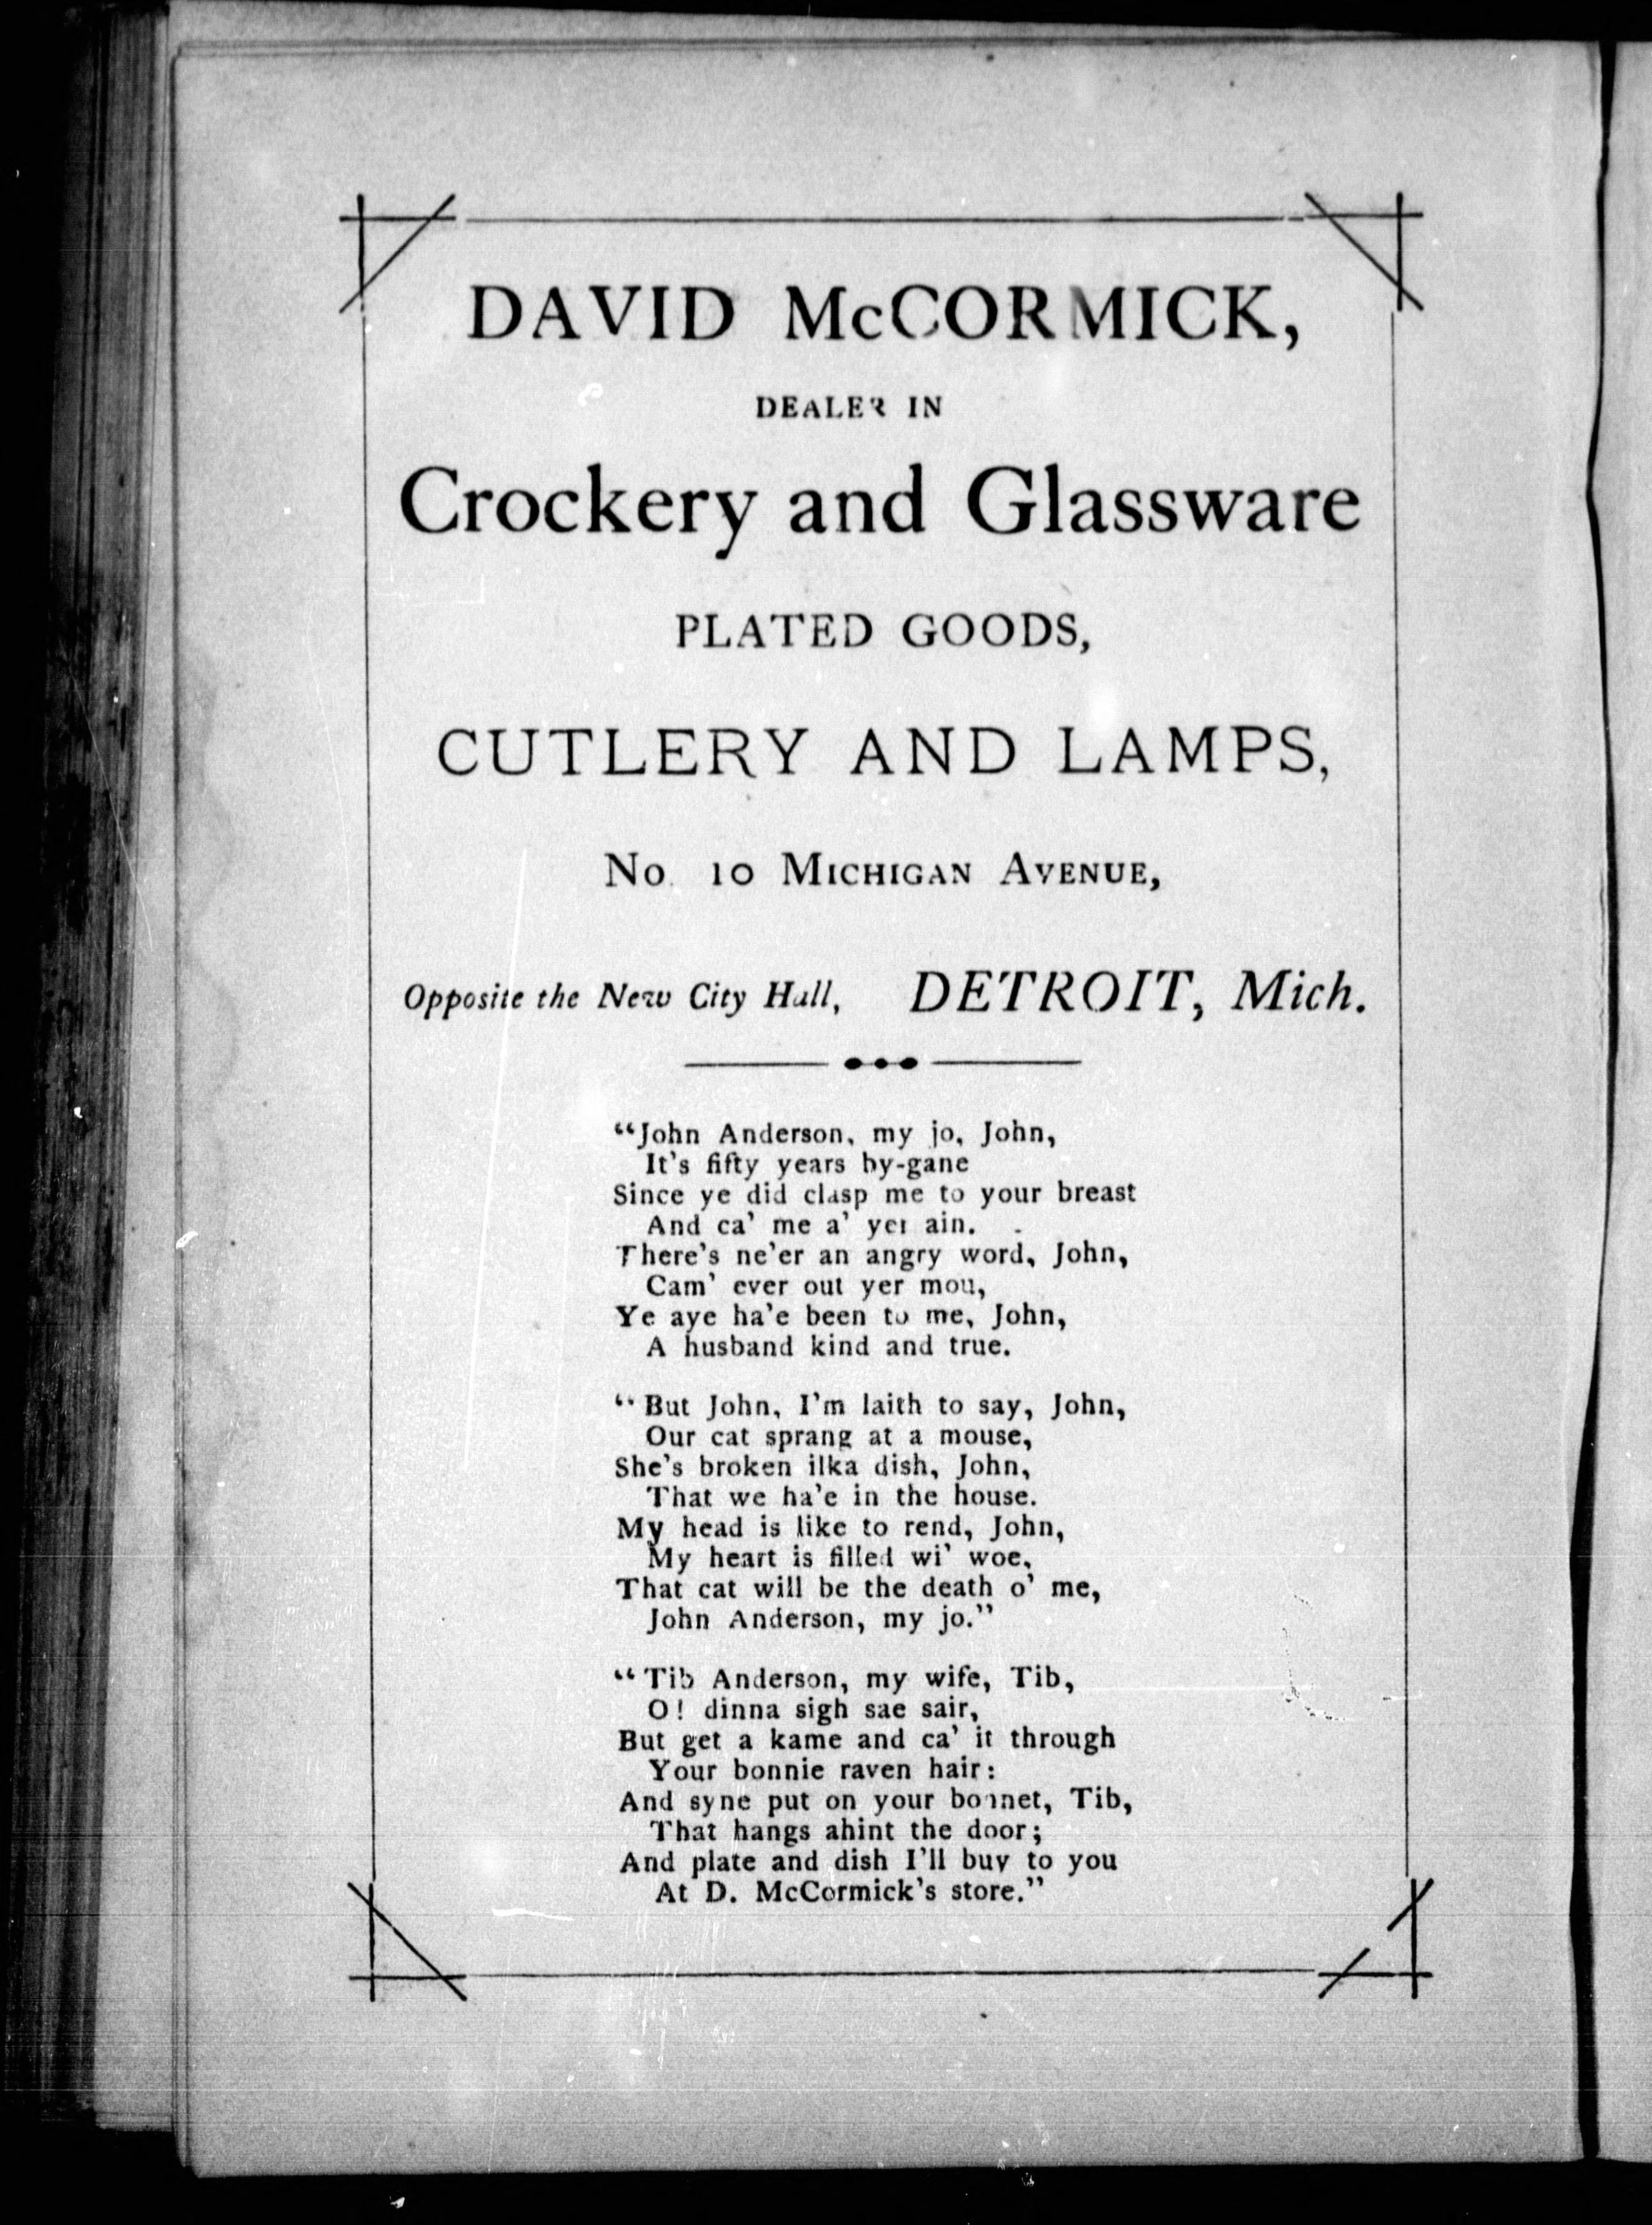 DAVID McCORMICK,
DEALER IN
Crockery and Glassware
PLATED GOODS,
CUTLERY AND LAMPS,
No. 10 MICHIGAN AVENUE,
Opposite the New City Hall, DETROIT, Mich.
“John Anderson, my jo, John,
It’s fifty years by-gane
Since ye did clasp me to your breast
And ca’ me a’ yer ain.
There’s ne’er an angry word, John,
Cam’ ever out yer mou,
Ye aye ha’e been to me, John,
A husband kind and true.
“But John, I’m laith to say, John,
Our cat sprang at a mouse,
She’s broken ilka dish, John,
That we ha’e in the house.
My head is like to rend, John,
My heart is filled wi’ woe,
That cat will be the death o’ me,
John Anderson, my jo.”
“Tib Anderson, my wife, Tib,
O! dinna sigh sae sair,
But get a kame and ca’ it through
Your bonnie raven hair:
And syne put on your bonnet, Tib,
That hangs ahint the door;
And plate and dish I’ll buy to you
At D. McCormick’s store.”